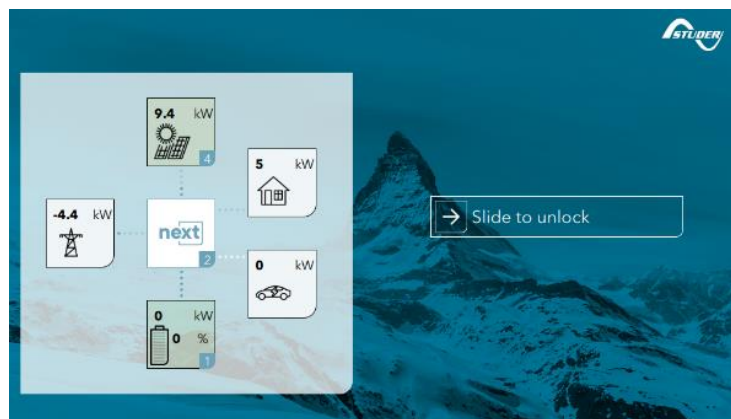 STUDER
9.4 kW
4
5 kW
-4.4 kW
next
2
Slide to unlock
0 kW
0 kW
0 %
1